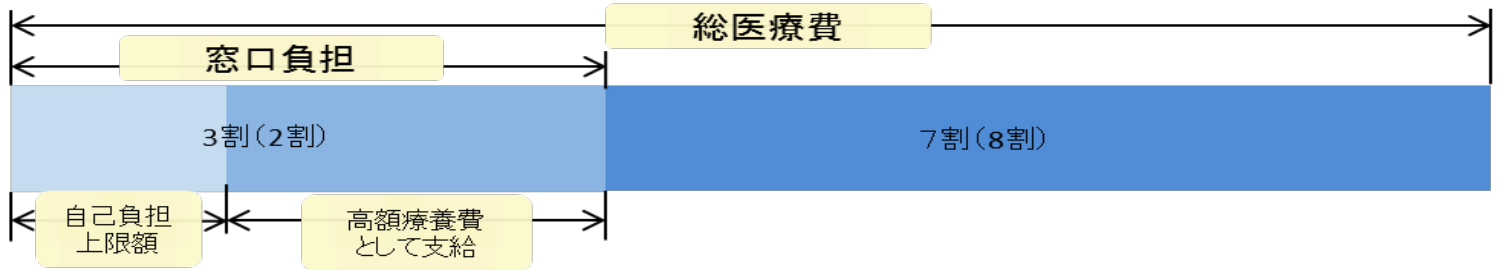 総医療費
窓口負担
3割(2割)
7割(8割)
自己負担
上限額
高額療養費
として支給